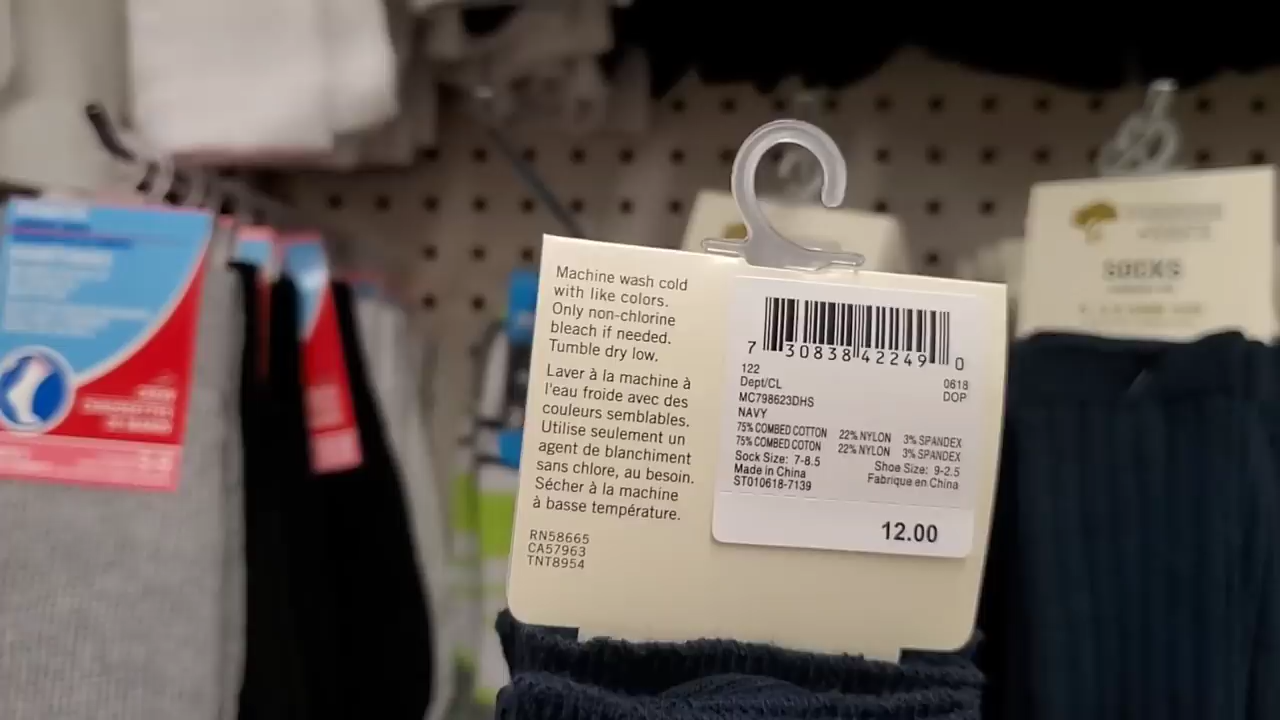 Machine wash cold
with like colors.
Only non-chlorine
bleach if needed.
Tumble dry low.
Laver à la machine à
l'eau froide avec des
couleurs semblables.
Utilise seulement un
agent de blanchiment
sans chlore, au besoin.
Sécher à la machine
à basse température.
RN58665
CA57963
TNT8954
7 30838 42249 0
122
Dept/CL 0618
MC798623DHS DOP
NAVY
75% COMBED COTTON 22% NYLON 3% SPANDEX
75% COMBED COTON 22% NYLON 3% SPANDEX
Sock Size: 7-8.5 Shoe Size: 9-2.5
Made in China Fabrique en China
ST010618-7139
12.00
SOCKS